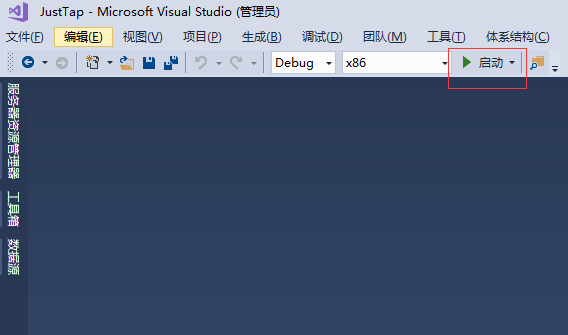 JustTap - Microsoft Visual Studio (管理员)
文件(F) 编辑(E) 视图(V) 项目(P) 生成(B) 调试(D) 团队(M) 工具(T) 体系结构(C)
Debug x86 启动
服务器资源管理器
工具箱
数据源